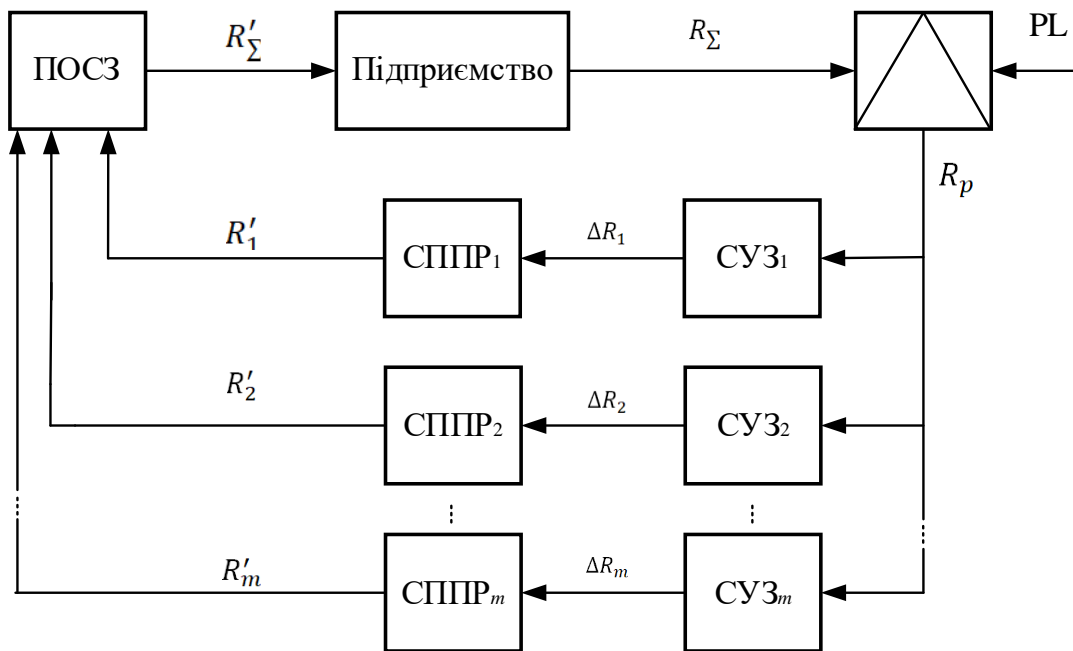 ПОСЗ
R′Σ
Підприємство
RΣ
PL
Rp
R′1
СППР1
ΔR1
СУЗ1
R′2
СППР2
ΔR2
СУЗ2
R′m
СППРm
ΔRm
СУЗm